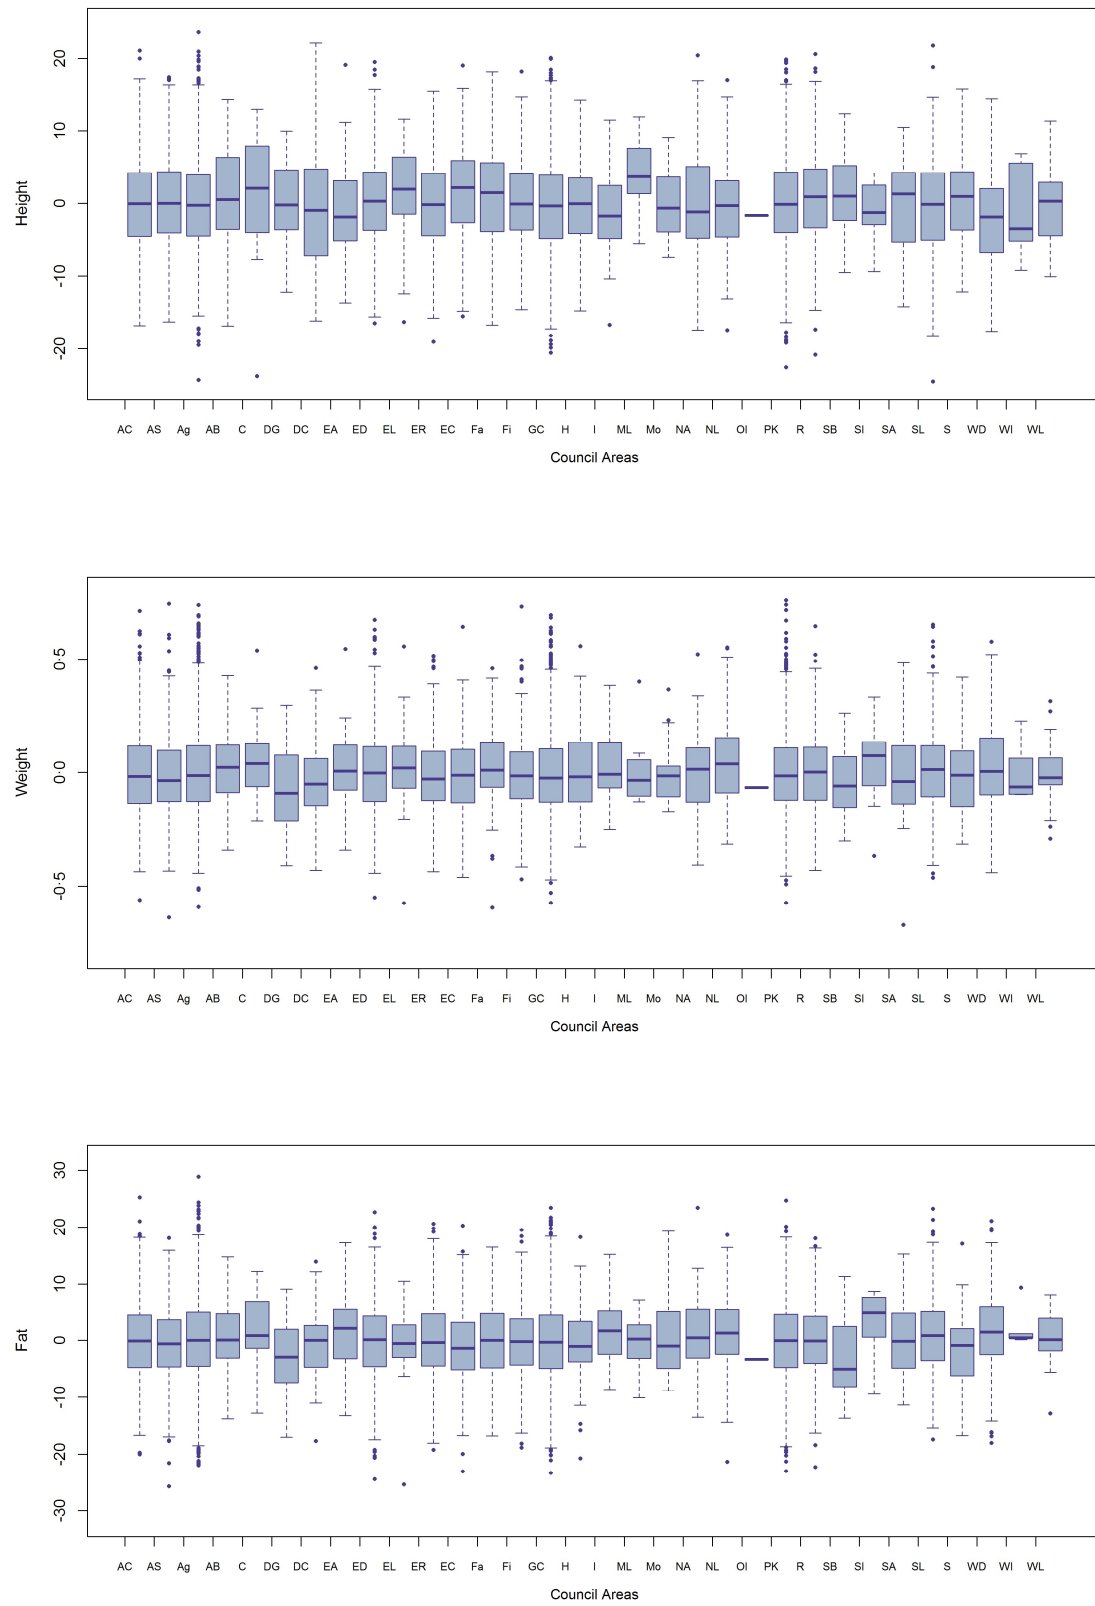 Height
20
10
0
-10
-20
AC AS Ag AB C DG DC EA ED EL ER EC Fa Fi GC H I ML Mo NA NL OI PK R SB SI SA SL S WD WI WL
Council Areas
Weight
0·5
0·0
-0·5
AC AS Ag AB C DG DC EA ED EL ER EC Fa Fi GC H I ML Mo NA NL OI PK R SB SI SA SL S WD WI WL
Council Areas
Fat
30
20
10
0
-10
-20
-30
AC AS Ag AB C DG DC EA ED EL ER EC Fa Fi GC H I ML Mo NA NL OI PK R SB SI SA SL S WD WI WL
Council Areas